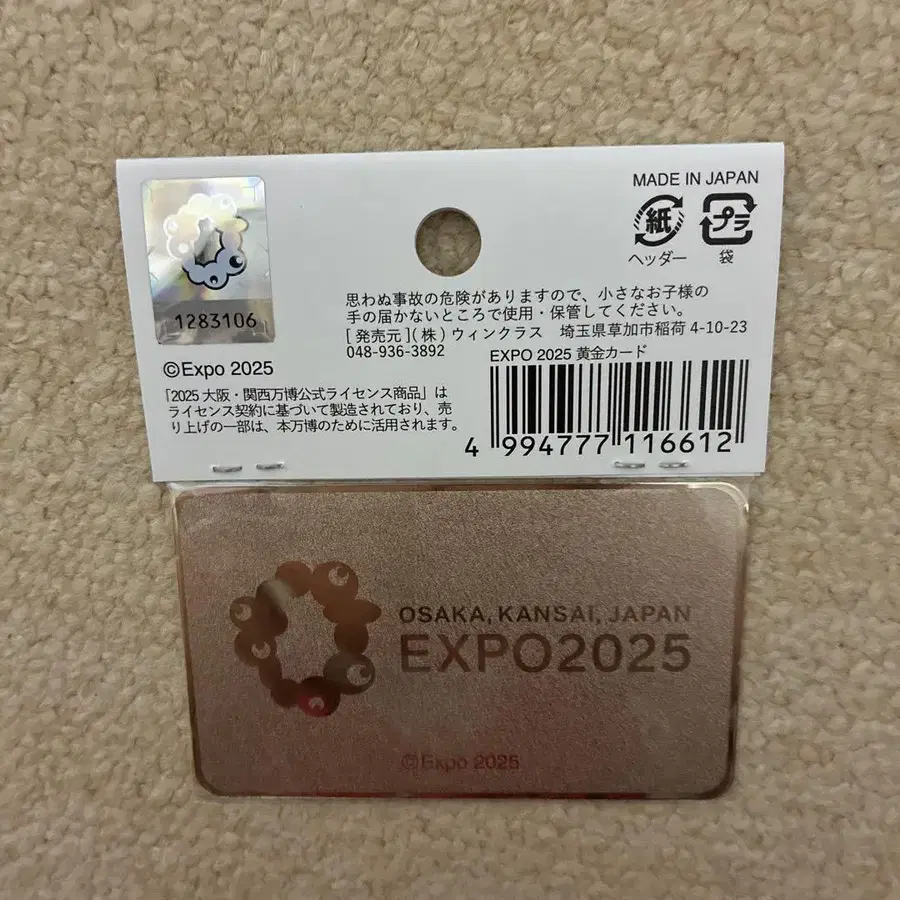 MADE IN JAPAN
紙
プラ
ヘッダー
袋
1283106
©Expo 2025
「2025 大阪・関西万博公式ライセンス商品」は
ライセンス契約に基づいて製造されており、売
り上げの一部は、本万博のために活用されます。
思わぬ事故の危険がありますので、小さなお子様の
手の届かないところで使用・保管してください。
[ 発売元 ](株) ウィンクラス 埼玉県草加市稲荷 4-10-23
048-936-3892
EXPO 2025 黄金カード
4 994777 116612
OSAKA, KANSAI, JAPAN
EXPO2025
©Expo 2025